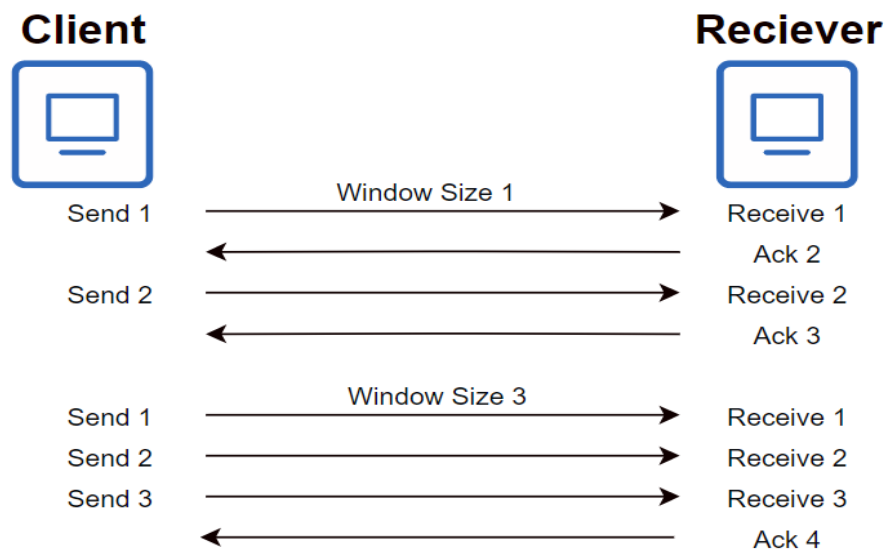 Client Reciever
Window Size 1
Send 1 Receive 1
Ack 2
Send 2 Receive 2
Ack 3
Window Size 3
Send 1 Receive 1
Send 2 Receive 2
Send 3 Receive 3
Ack 4